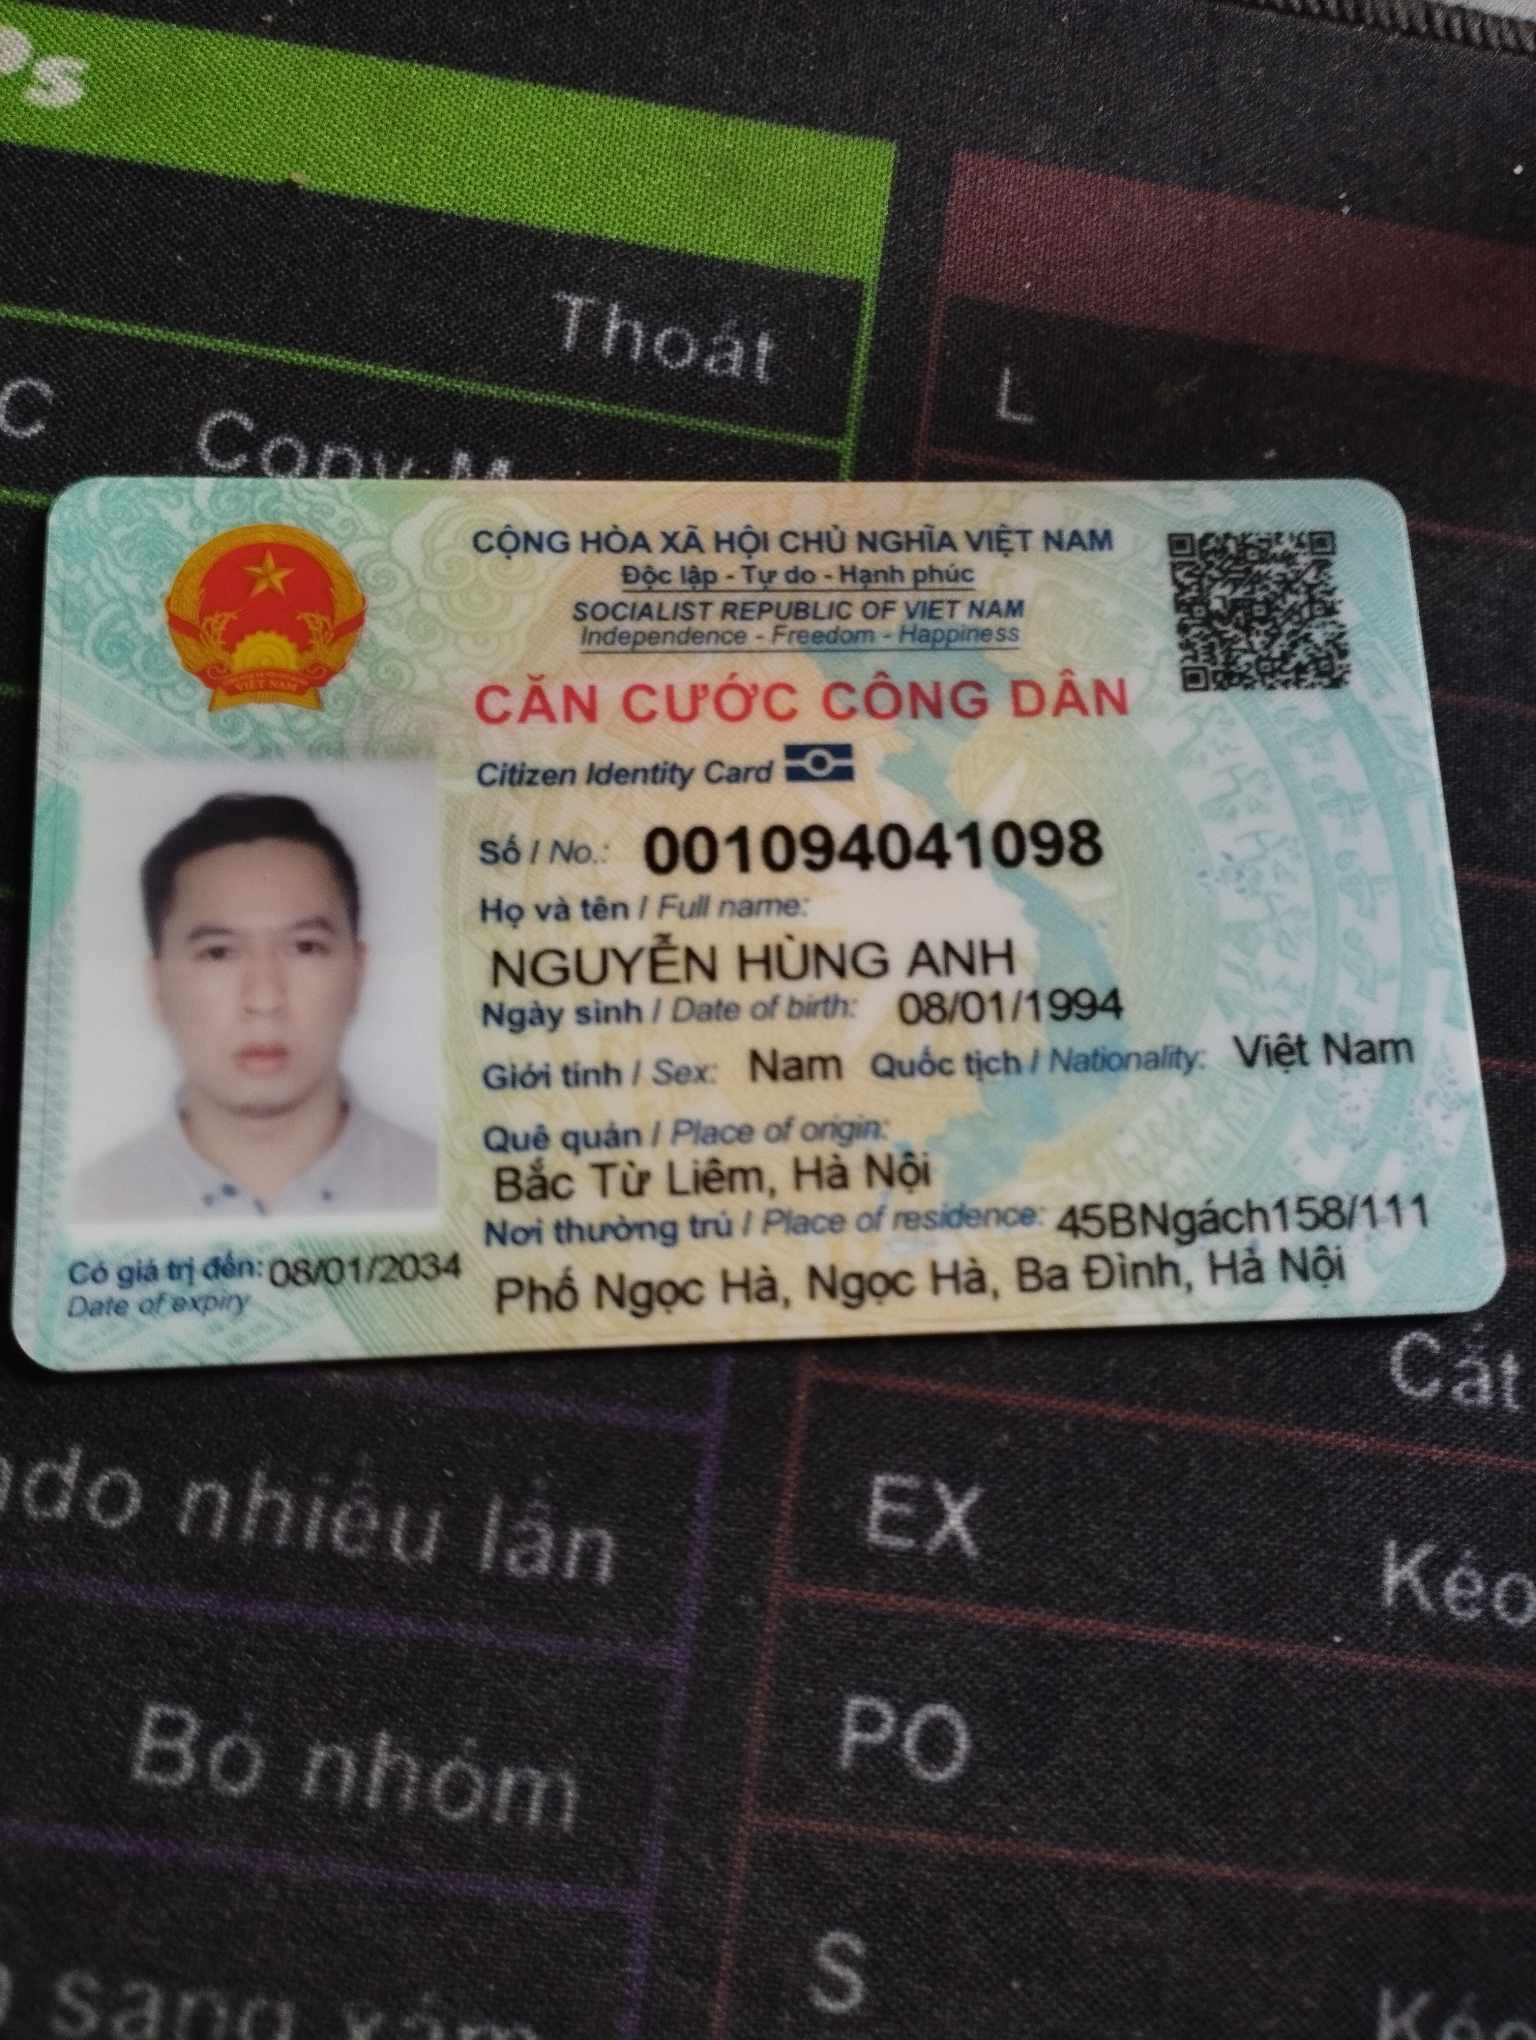 Ps
Thoát
L
C
Copy M
CỘNG HÒA XÃ HỘI CHỦ NGHĨA VIỆT NAM
Độc lập - Tự do - Hạnh phúc
SOCIALIST REPUBLIC OF VIET NAM
Independence - Freedom - Happiness
VIỆT NAM
CĂN CƯỚC CÔNG DÂN
Citizen Identity Card
Số / No.: 001094041098
Họ và tên / Full name:
NGUYỄN HÙNG ANH
Ngày sinh / Date of birth: 08/01/1994
Giới tính / Sex: Nam Quốc tịch / Nationality: Việt Nam
Quê quán / Place of origin:
Bắc Từ Liêm, Hà Nội
Nơi thường trú / Place of residence: 45BNgách158/111
Phố Ngọc Hà, Ngọc Hà, Ba Đình, Hà Nội
Có giá trị đến: 08/01/2034
Date of expiry
Cắt
ndo nhiều lần
EX
Kéo
Bỏ nhóm
PO
S
sang